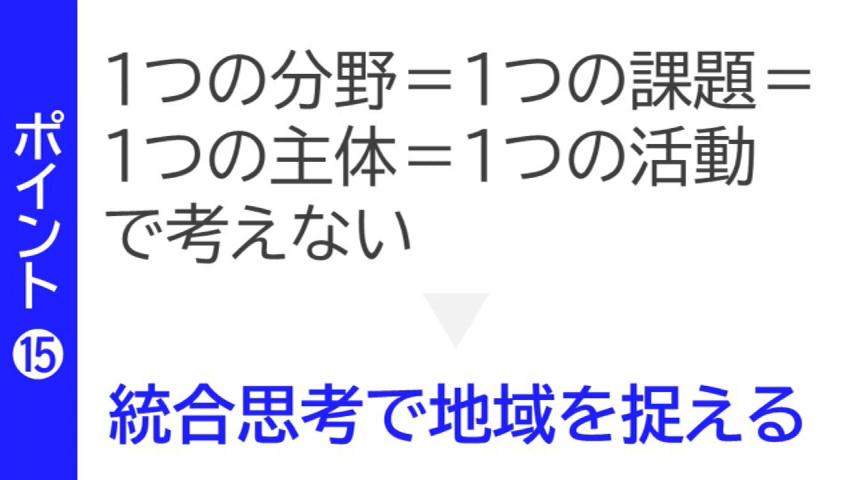 ポイント⑮
1つの分野＝1つの課題＝
1つの主体＝1つの活動
で考えない
統合思考で地域を捉える